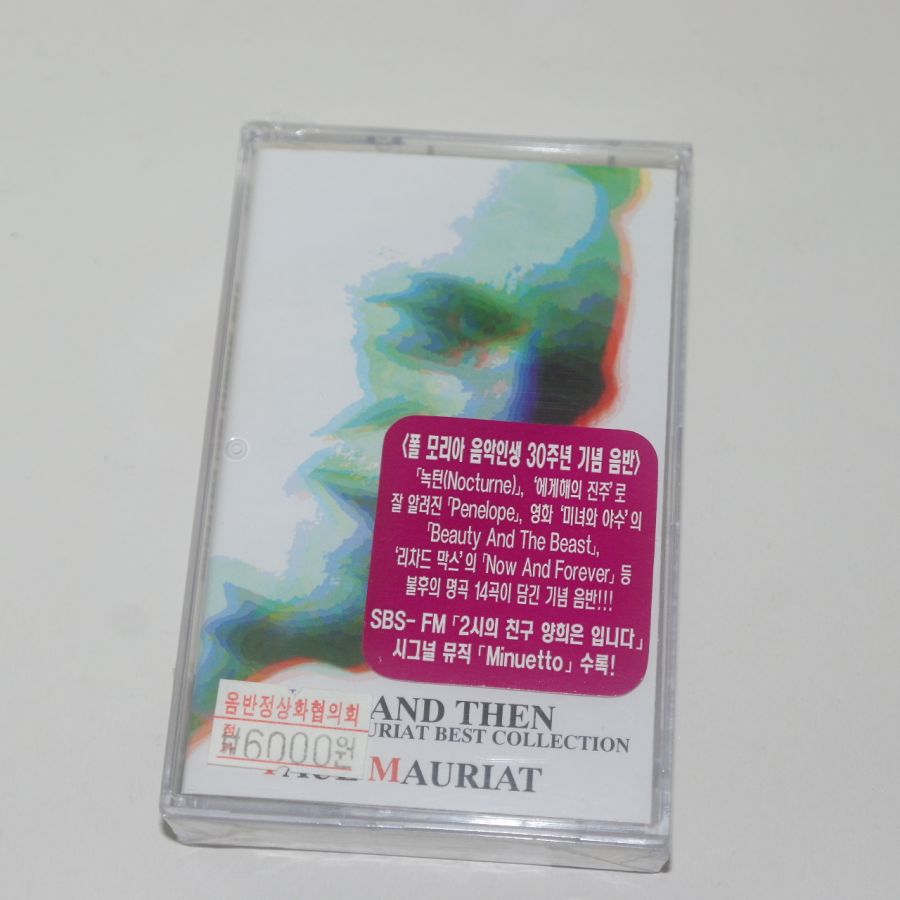 〈폴 모리아 음악인생 30주년 기념 음반〉
「녹턴(Nocturne)」, ‘에게해의 진주’로
잘 알려진 「Penelope」, 영화 ‘미녀와 야수’의
「Beauty And The Beast」,
‘리차드 막스’의 「Now And Forever」 등
불후의 명곡 14곡이 담긴 기념 음반!!!
SBS- FM 「2시의 친구 양희은 입니다」
시그널 뮤직 「Minuetto」 수록!
AND THEN
BEST COLLECTION
음반정상화협의회
6000원
MAURIAT